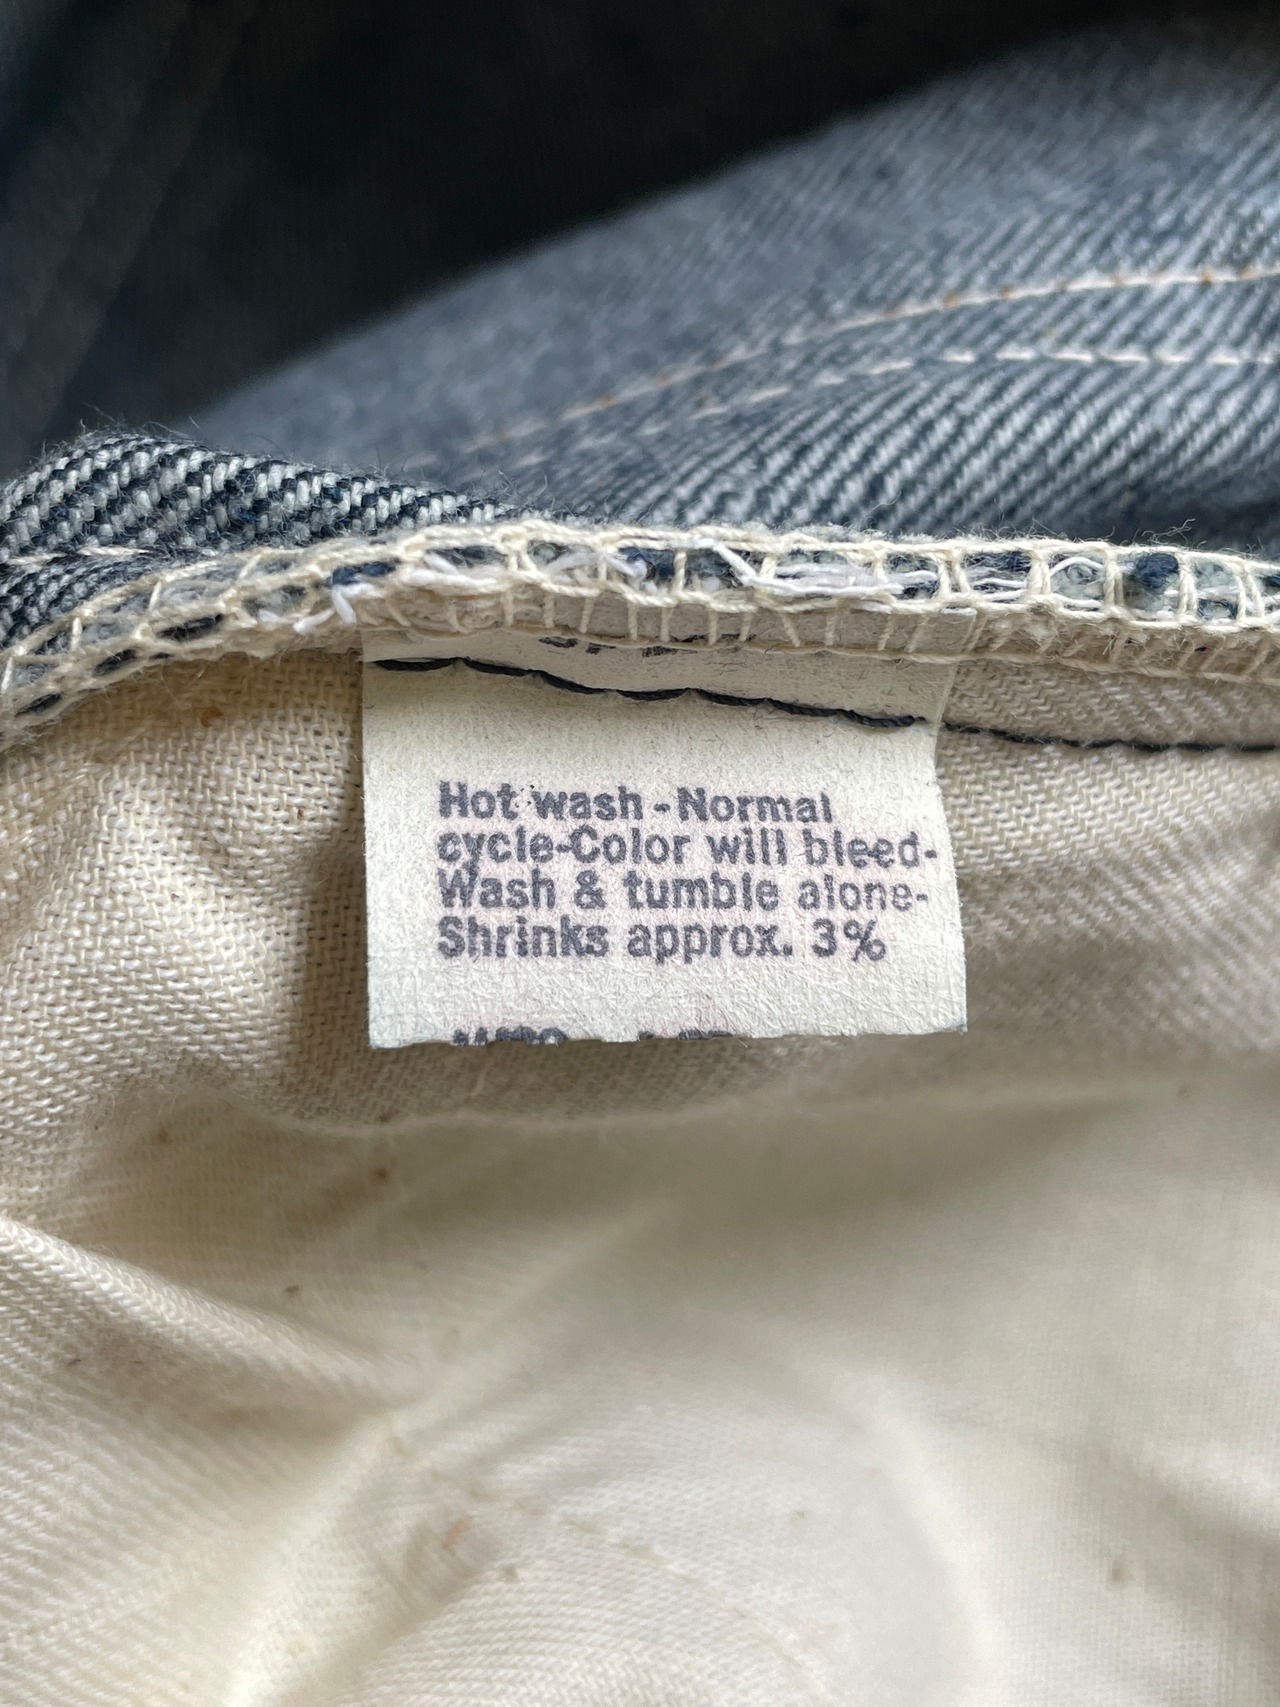 Hot wash - Normal
cycle-Color will bleed-
Wash & tumble alone-
Shrinks approx. 3%